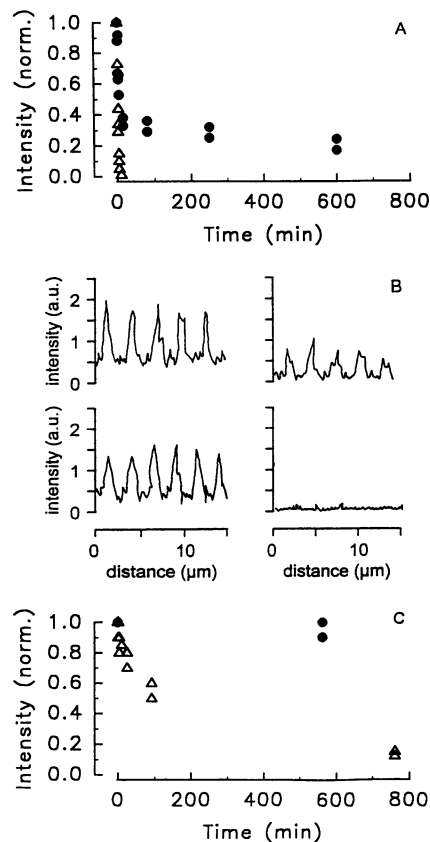 A
Intensity (norm.)
1.0
0.8
0.6
0.4
0.2
0.0
0 200 400 600 800
Time (min)
B
intensity (a.u.)
2
1
0
2
1
0
intensity (a.u.)
0 10
distance (µm)
0 10
distance (µm)
C
Intensity (norm.)
1.0
0.8
0.6
0.4
0.2
0.0
0 200 400 600 800
Time (min)